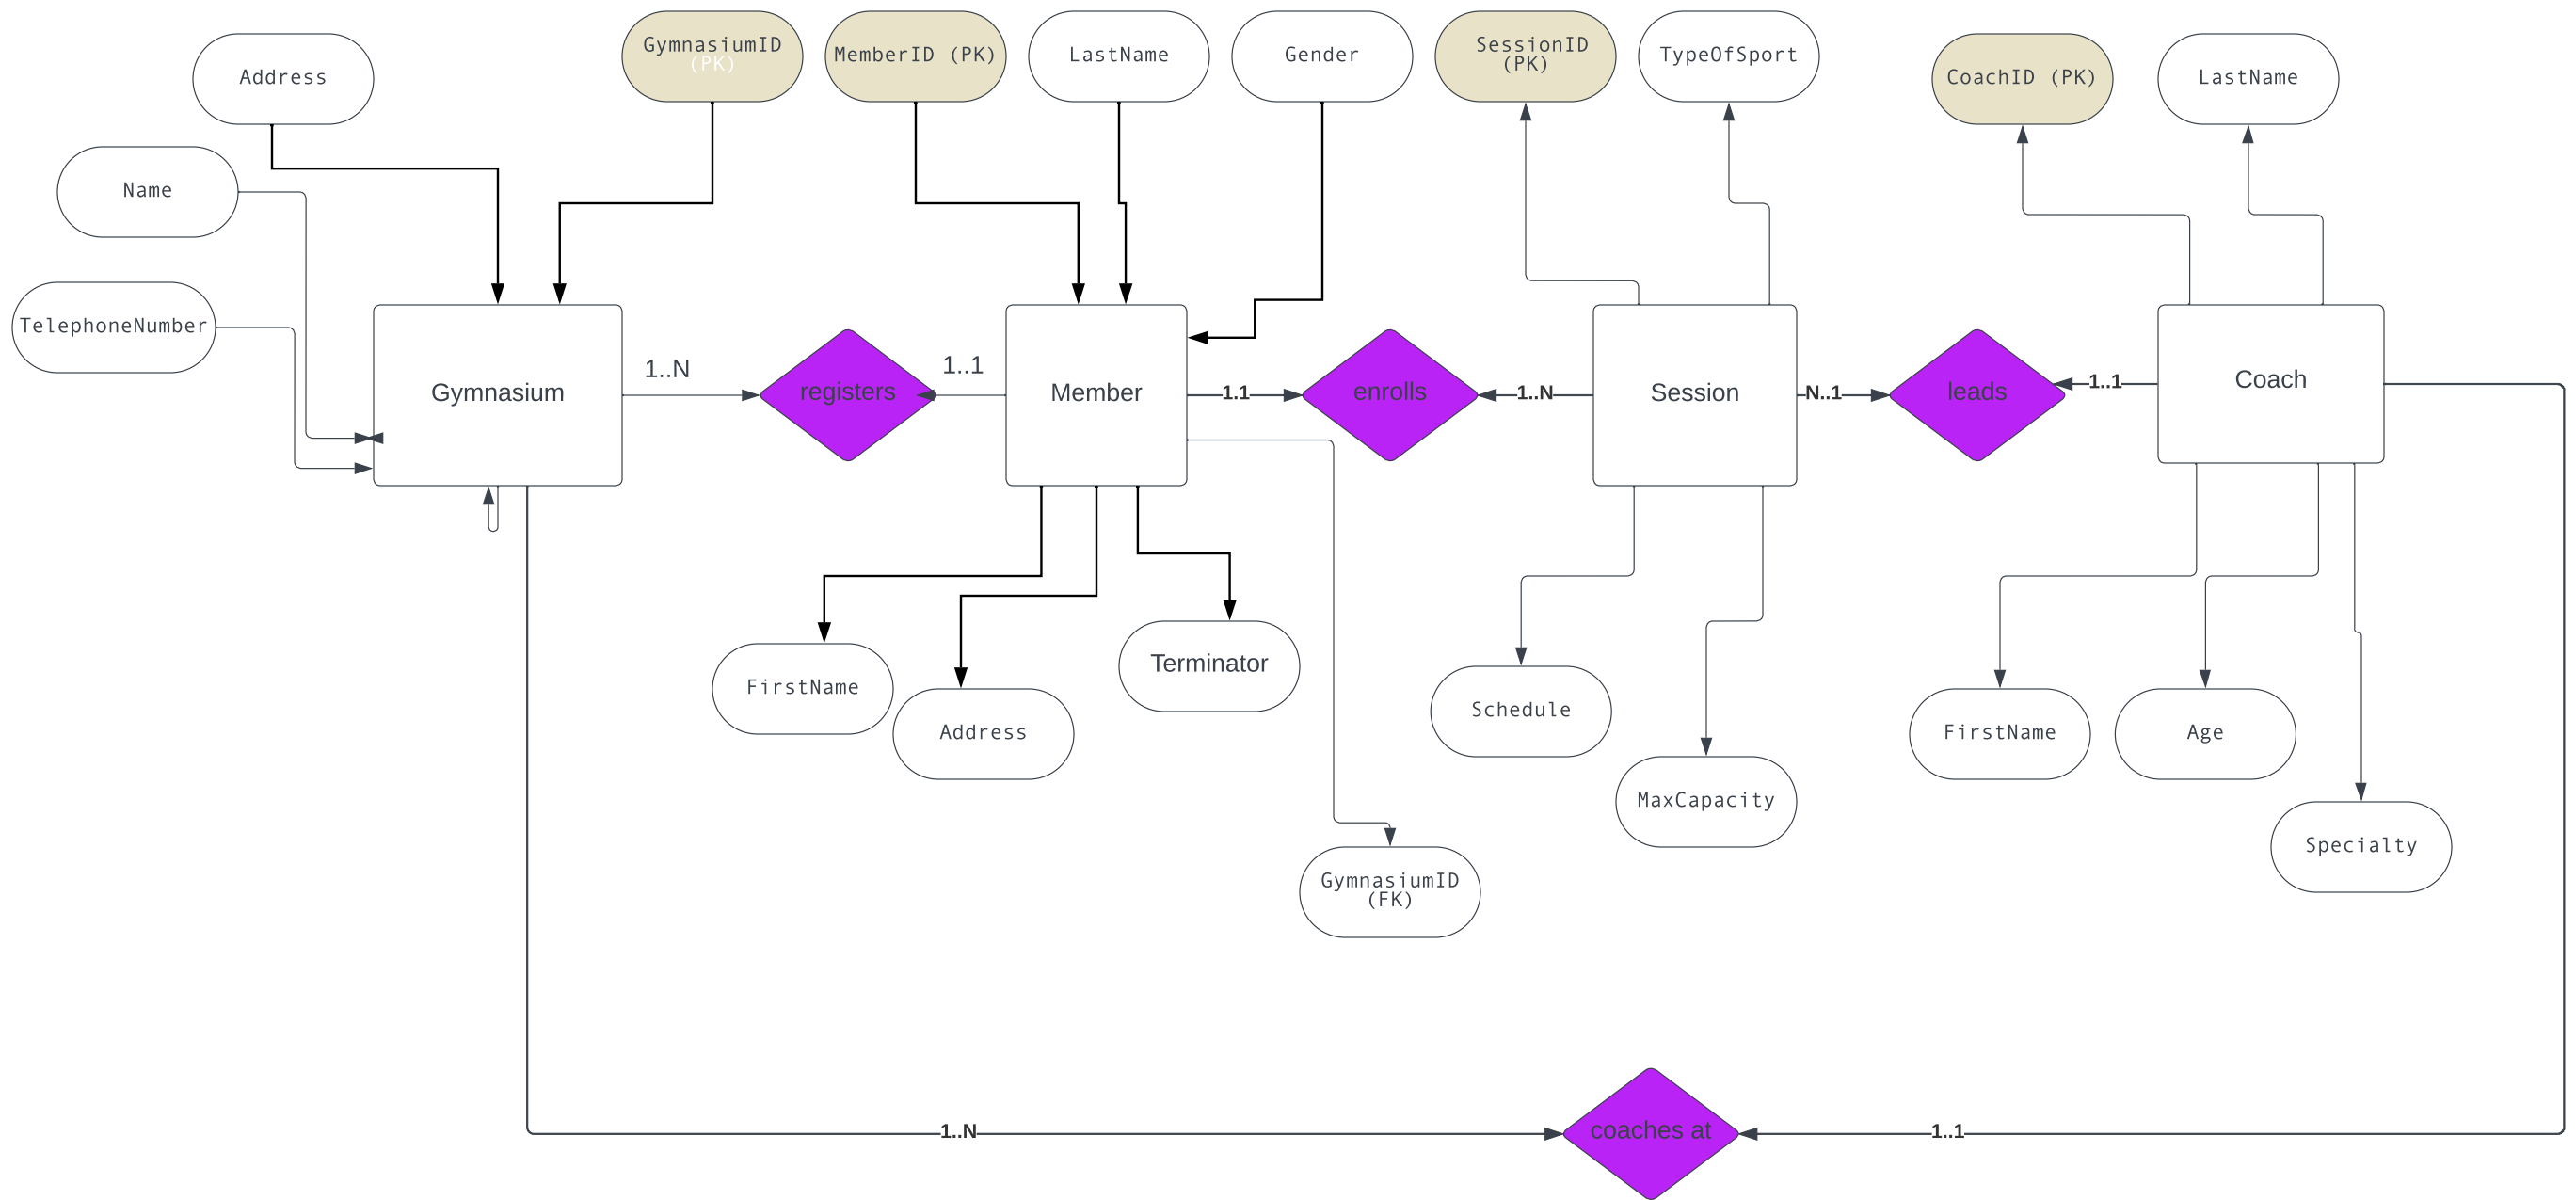 Address
GymnasiumID
(PK)
MemberID (PK)
LastName
Gender
SessionID
(PK)
TypeOfSport
CoachID (PK)
LastName
Name
TelephoneNumber
Gymnasium
1..N
registers
1..1
Member
1.1
enrolls
1..N
Session
N..1
leads
1..1
Coach
FirstName
Address
Terminator
Schedule
MaxCapacity
FirstName
Age
Specialty
GymnasiumID
(FK)
1..N
coaches at
1..1